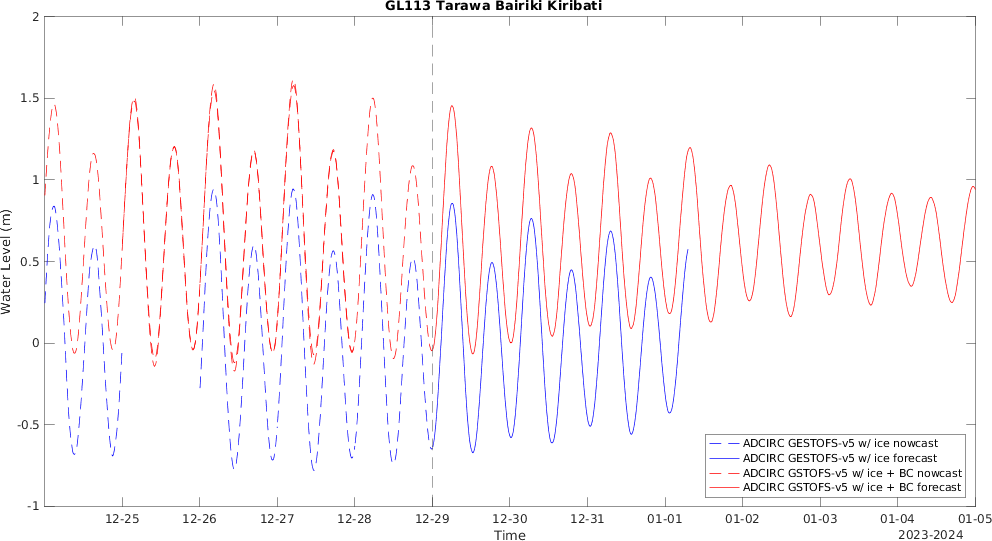 GL113 Tarawa Bairiki Kiribati
2
1.5
1
0.5
0
-0.5
-1
Water Level (m)
12-25 12-26 12-27 12-28 12-29 12-30 12-31 01-01 01-02 01-03 01-04 01-05
Time
2023-2024
ADCIRC GESTOFS-v5 w/ ice nowcast
ADCIRC GESTOFS-v5 w/ ice forecast
ADCIRC GSTOFS-v5 w/ ice + BC nowcast
ADCIRC GSTOFS-v5 w/ ice + BC forecast